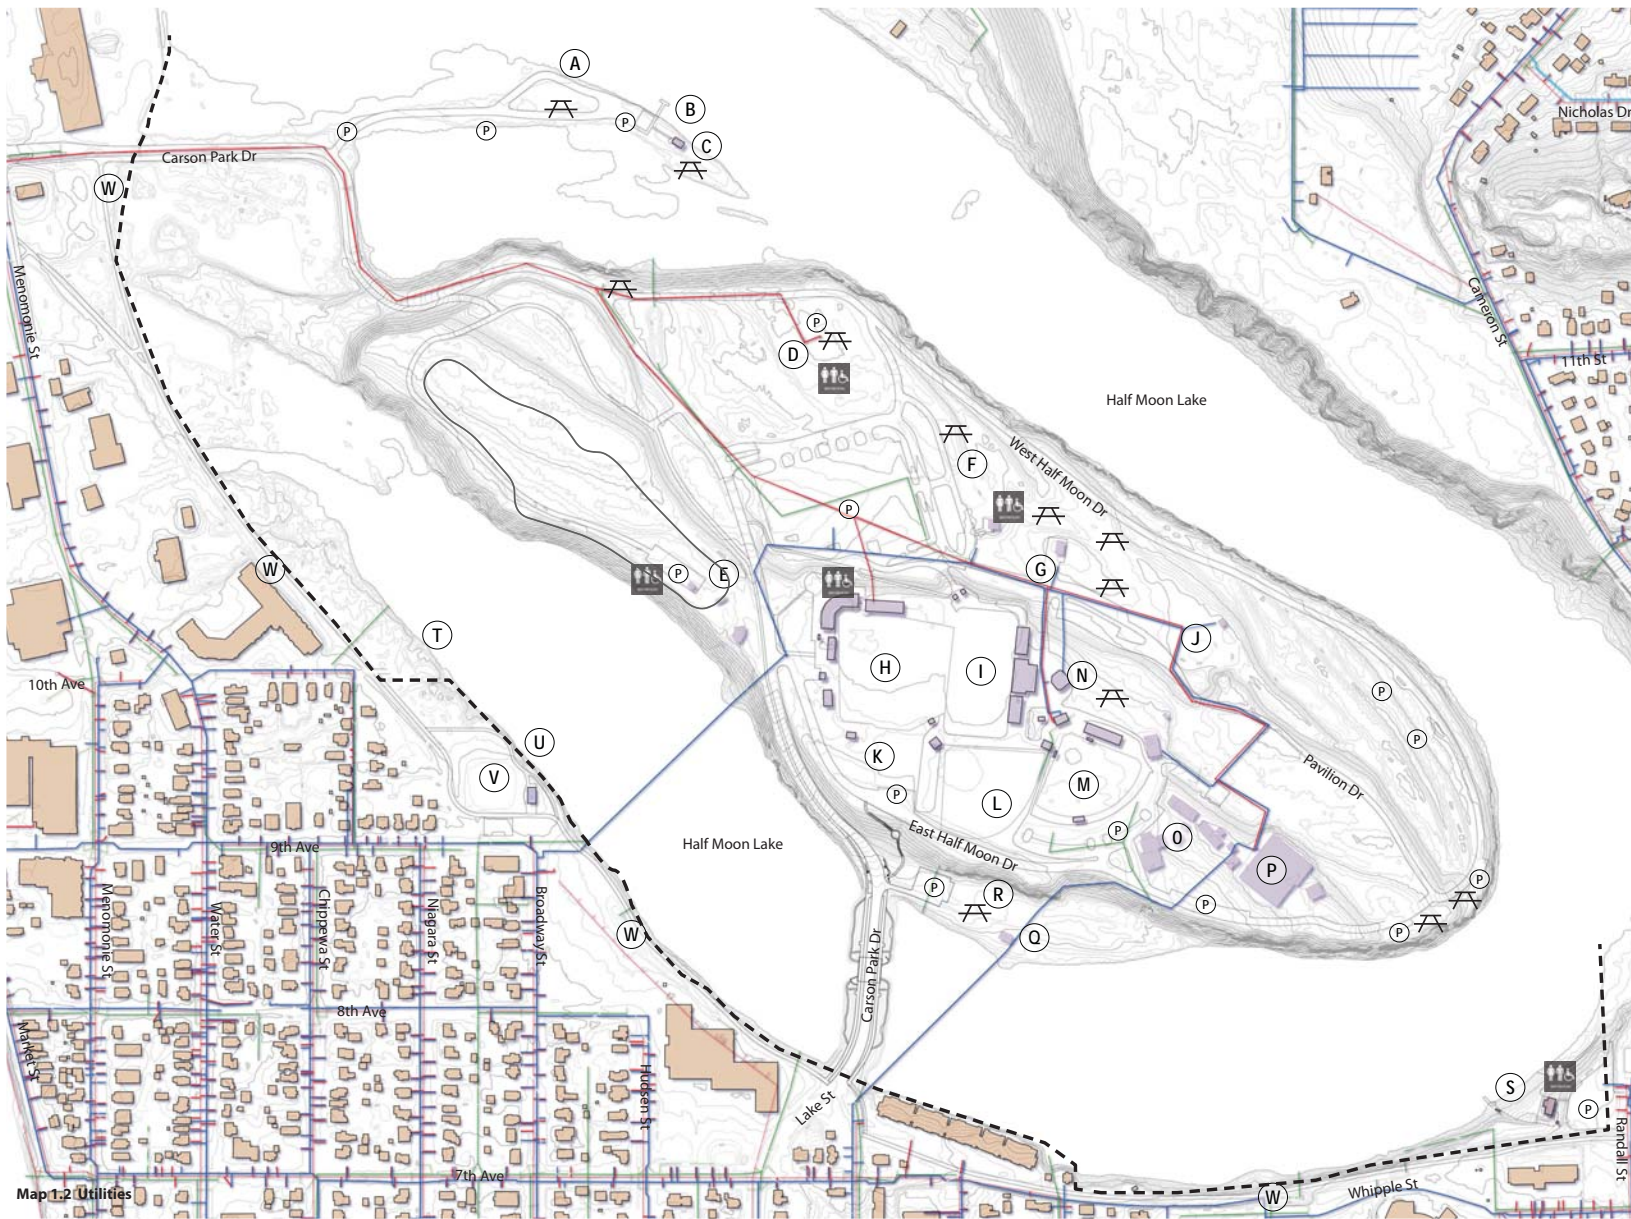 A
B
P
P
P
Nicholas Dr
C
Carson Park Dr
W
Menomonie St
P
D
Cameron St
11th St
Half Moon Lake
West Half Moon Dr
F
P
W
P
E
G
T
J
H
I
N
10th Ave
P
U
P
K
V
Pavilion Dr
M
P
L
P
O
East Half Moon Dr
Half Moon Lake
9th Ave
P
P
P
R
P
Menomonie St
Water St
Chippewa St
Niagara St
Broadway St
W
Q
P
Carson Park Dr
8th Ave
Market St
Hudsen St
S
P
Lake St
Randall St
7th Ave
Map 1.2 Utilities
W
Whipple St